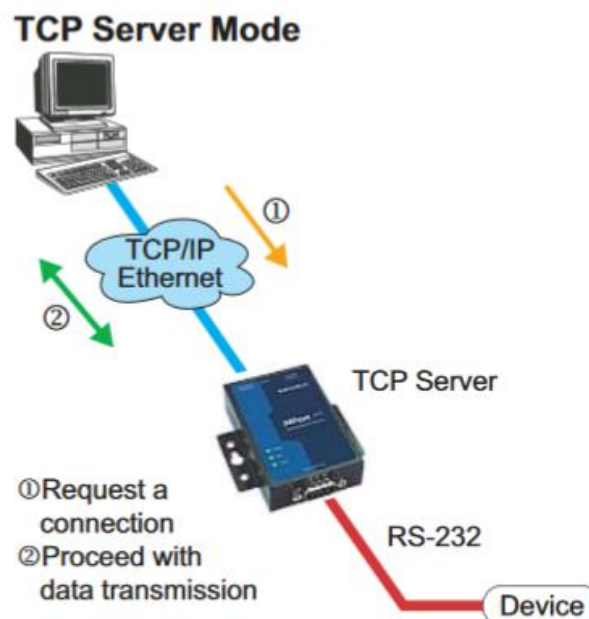 TCP Server Mode
①
TCP/IP
Ethernet
②
TCP Server
①Request a
connection
②Proceed with
data transmission
RS-232
Device